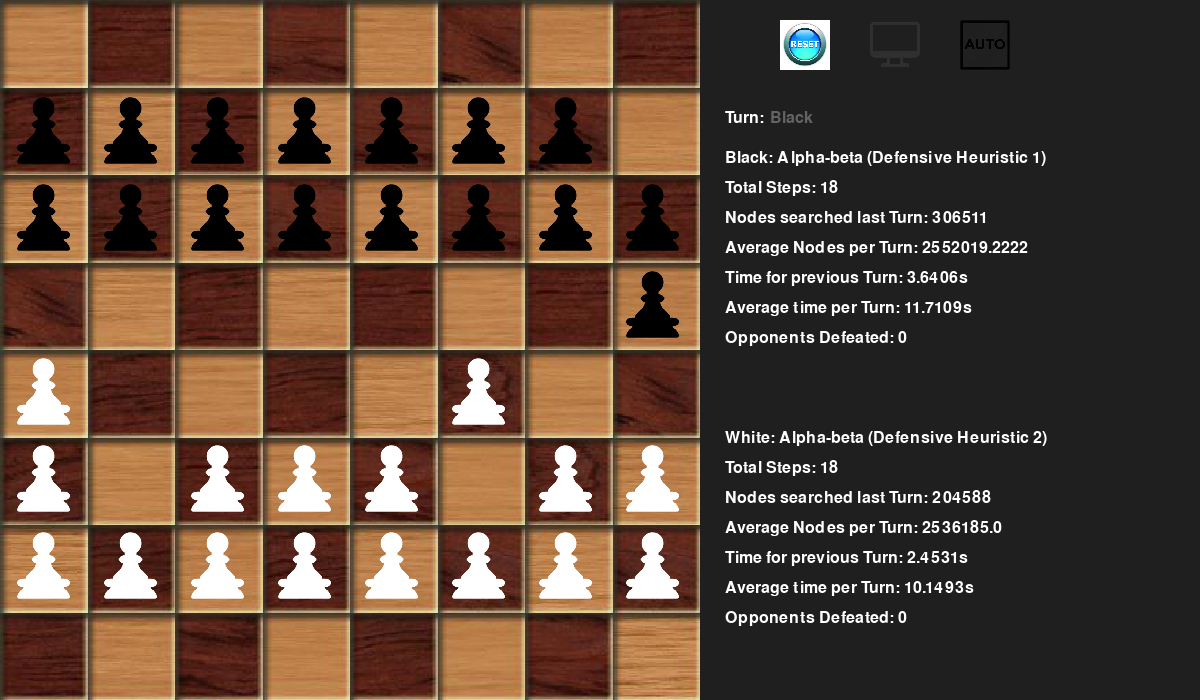 RESET
AUTO
Turn: Black
Black: Alpha-beta (Defensive Heuristic 1)
Total Steps: 18
Nodes searched last Turn: 306511
Average Nodes per Turn: 2552019.2222
Time for previous Turn: 3.6406s
Average time per Turn: 11.7109s
Opponents Defeated: 0
White: Alpha-beta (Defensive Heuristic 2)
Total Steps: 18
Nodes searched last Turn: 204588
Average Nodes per Turn: 2536185.0
Time for previous Turn: 2.4531s
Average time per Turn: 10.1493s
Opponents Defeated: 0